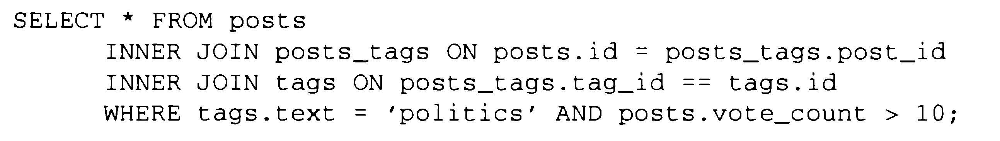 SELECT * FROM posts
INNER JOIN posts_tags ON posts.id = posts_tags.post_id
INNER JOIN tags ON posts_tags.tag_id == tags.id
WHERE tags.text = ‘politics’ AND posts.vote_count > 10;